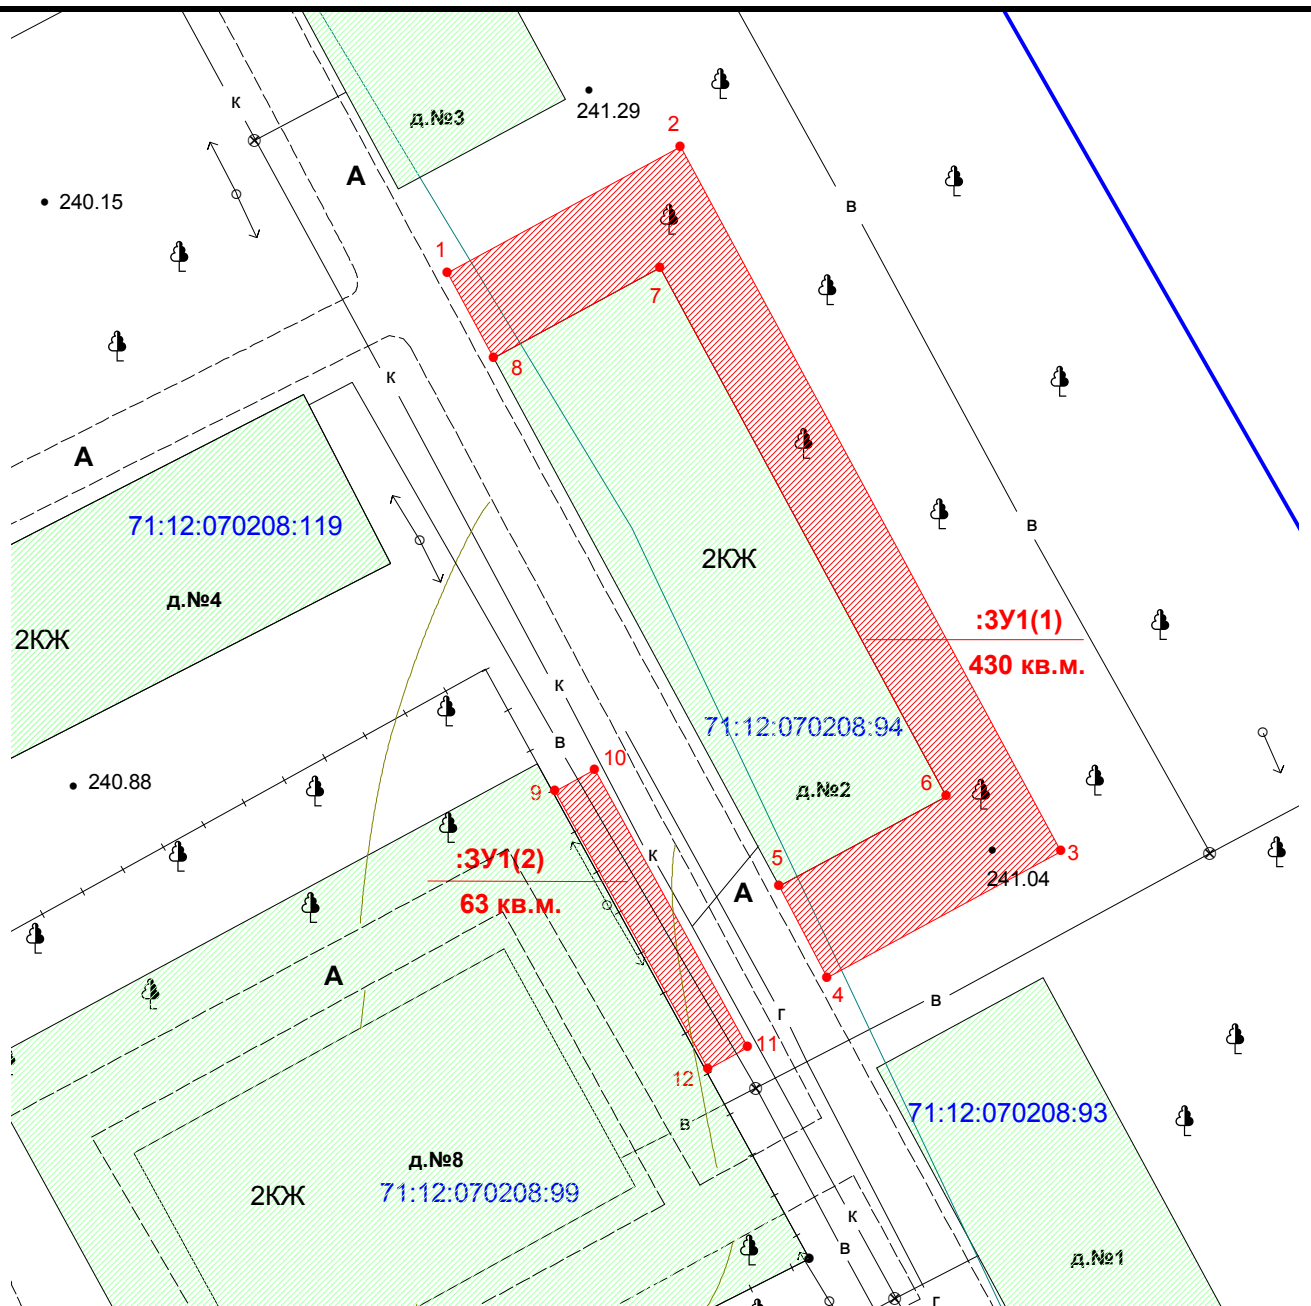 К
д.№3
241.29
2
А
240.15
В
1
7
8
К
А
71:12:070208:119
В
2КЖ
д.№4
:ЗУ1(1)
2КЖ
430 кв.м.
К
71:12:070208:94
В
10
240.88
9
д.№2
6
К
:ЗУ1(2)
3
5
241.04
А
63 кв.м.
А
4
В
Г
11
12
71:12:070208:93
В
д.№8
71:12:070208:99
2КЖ
К
В
д.№1
Г